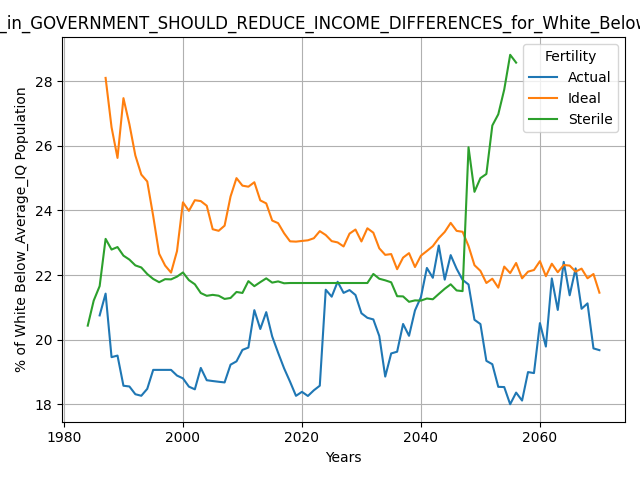 _in_GOVERNMENT_SHOULD_REDUCE_INCOME_DIFFERENCES_for_White_Below
Fertility
Actual
Ideal
Sterile
% of White Below_Average_IQ Population
28
26
24
22
20
18
1980
2000
2020
2040
2060
Years